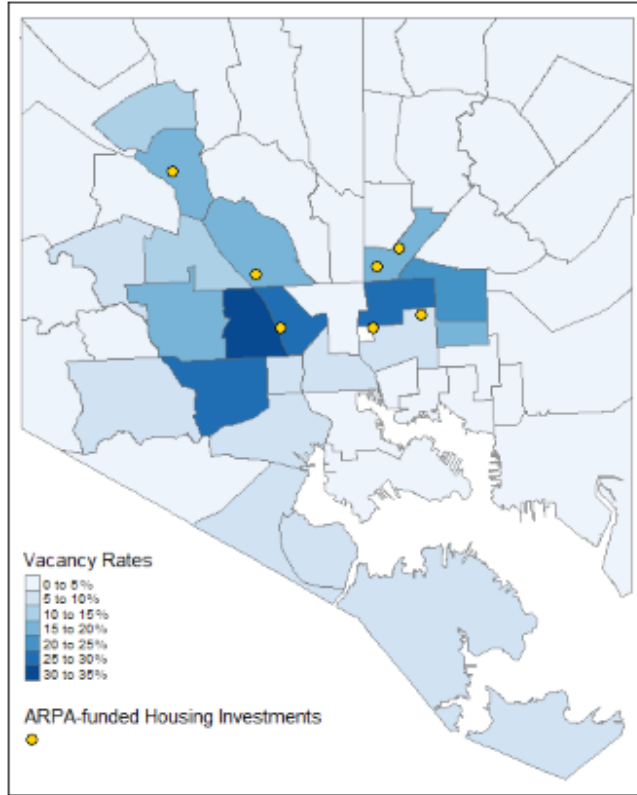 Vacancy Rates
0 to 5%
5 to 10%
10 to 15%
15 to 20%
20 to 25%
25 to 30%
30 to 35%
ARPA-funded Housing Investments